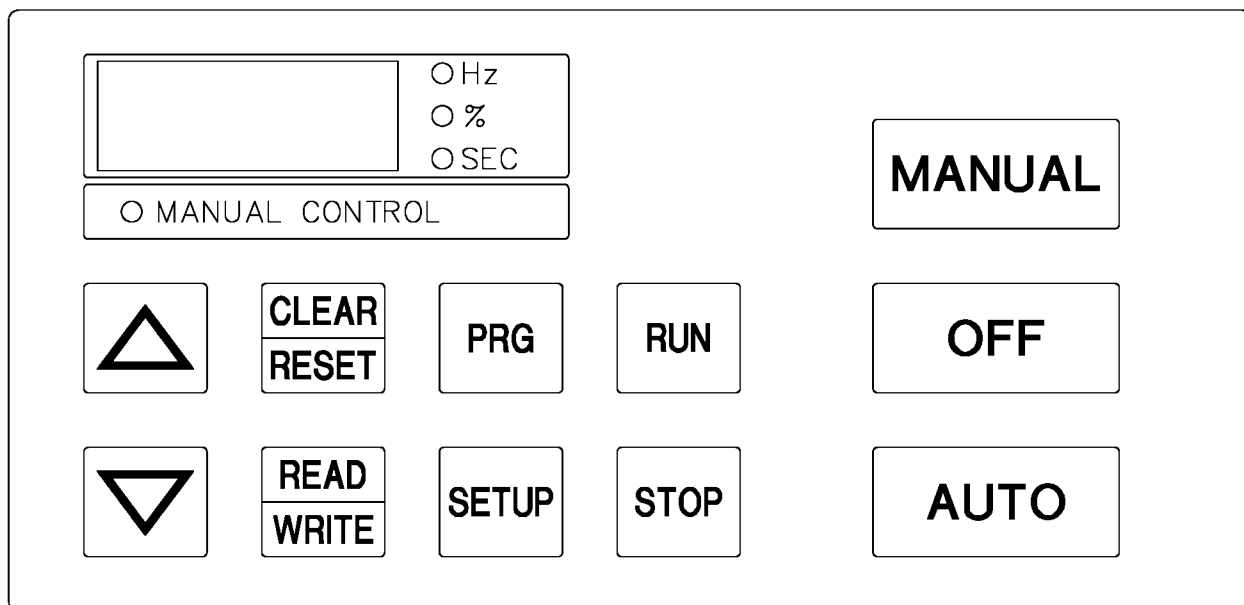 Hz
%
SEC
MANUAL CONTROL
MANUAL
CLEAR
RESET
PRG
RUN
OFF
READ
WRITE
SETUP
STOP
AUTO